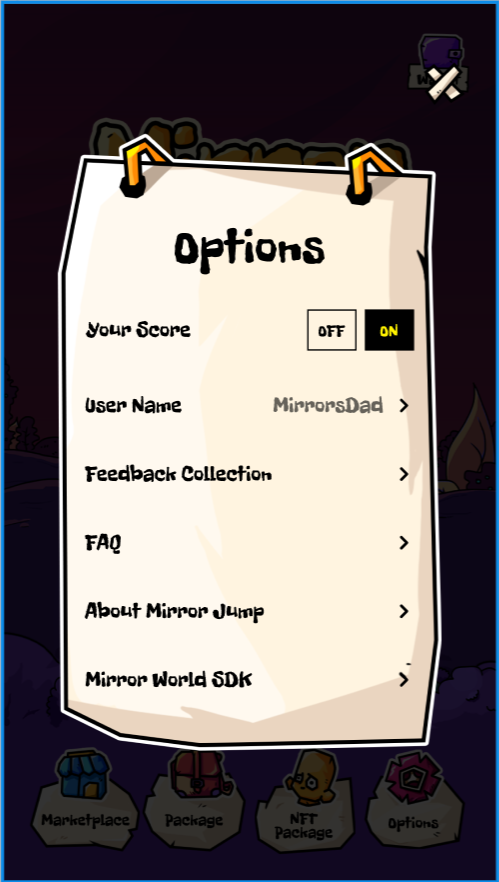 Options
Your Score OFF ON
User Name MirrorsDad
Feedback Collection
FAQ
About Mirror Jump
Mirror World SDK
Marketplace
Package
NFT
Package
Options